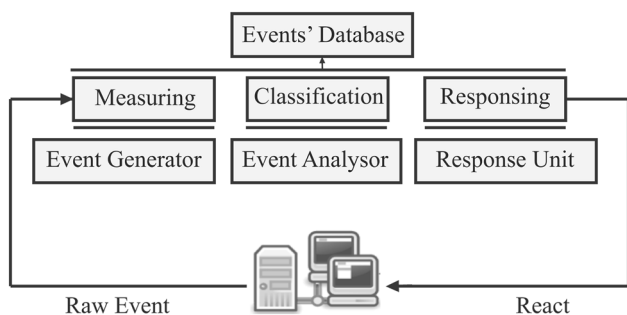 Events’ Database
Measuring
Classification
Responsing
Event Generator
Event Analysor
Response Unit
Raw Event
React